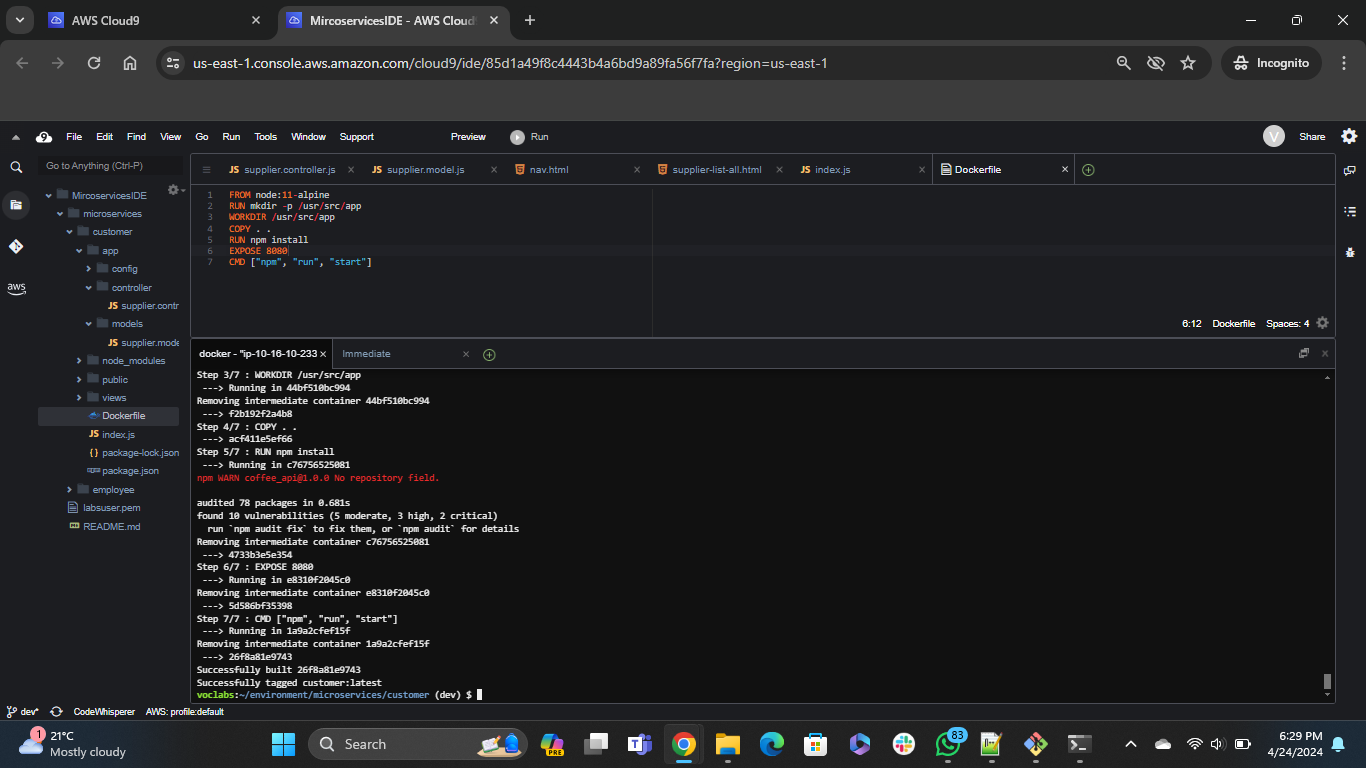 AWS Cloud9
MircoservicesIDE - AWS Cloud
us-east-1.console.aws.amazon.com/cloud9/ide/85d1a49f8c4443b4a6bd9a89fa56f7fa?region=us-east-1
Incognito
File Edit Find View Go Run Tools Window Support Preview Run
V Share
Go to Anything (Ctrl-P)
supplier.controller.js
supplier.model.js
nav.html
supplier-list-all.html
index.js
Dockerfile
aws
MircoservicesIDE
microservices
customer
app
config
controller
supplier.contr
models
supplier.mode
node_modules
public
views
Dockerfile
index.js
package-lock.json
package.json
employee
labsuser.pem
README.md
1 FROM node:11-alpine
2 RUN mkdir -p /usr/src/app
3 WORKDIR /usr/src/app
4 COPY . .
5 RUN npm install
6 EXPOSE 8080
7 CMD ["npm", "run", "start"]
6:12 Dockerfile Spaces: 4
docker - "ip-10-16-10-233
Immediate
Step 3/7 : WORKDIR /usr/src/app
---> Running in 44bf510bc994
Removing intermediate container 44bf510bc994
---> f2b192f2a4b8
Step 4/7 : COPY . .
---> acf411e5ef66
Step 5/7 : RUN npm install
---> Running in c76756525081
npm WARN coffee_api@1.0.0 No repository field.
audited 78 packages in 0.681s
found 10 vulnerabilities (5 moderate, 3 high, 2 critical)
run `npm audit fix` to fix them, or `npm audit` for details
Removing intermediate container c76756525081
---> 4733b3e5e354
Step 6/7 : EXPOSE 8080
---> Running in e8310f2045c0
Removing intermediate container e8310f2045c0
---> 5d586bf35398
Step 7/7 : CMD ["npm", "run", "start"]
---> Running in 1a9a2cfef15f
Removing intermediate container 1a9a2cfef15f
---> 26f8a81e9743
Successfully built 26f8a81e9743
Successfully tagged customer:latest
voclabs:~/environment/microservices/customer (dev) $
dev* CodeWhisperer AWS: profile:default
1
21°C
Mostly cloudy
Search
PRE
83
6:29 PM
4/24/2024